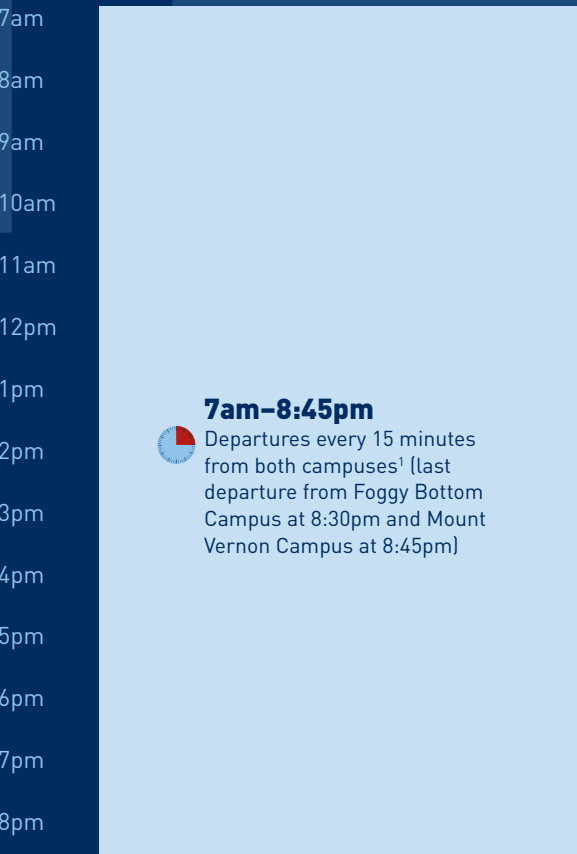 7am
8am
9am
10am
11am
12pm
1pm
2pm
3pm
4pm
5pm
6pm
7pm
8pm
7am–8:45pm
Departures every 15 minutes
from both campuses¹ (last
departure from Foggy Bottom
Campus at 8:30pm and Mount
Vernon Campus at 8:45pm)